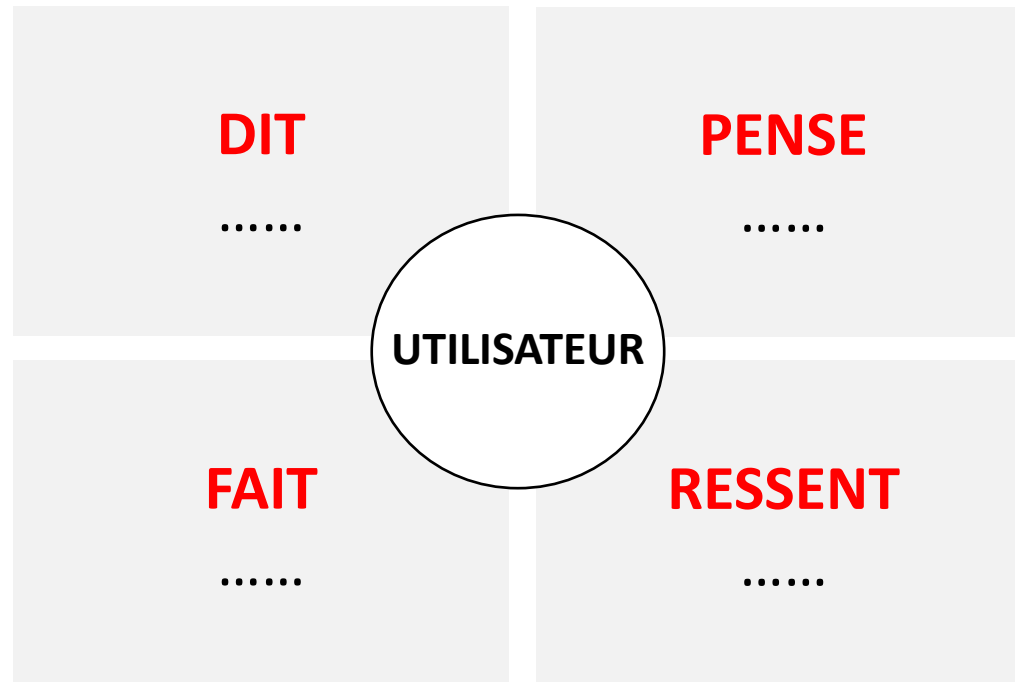 DIT
......
PENSE
......
UTILISATEUR
FAIT
......
RESSENT
......